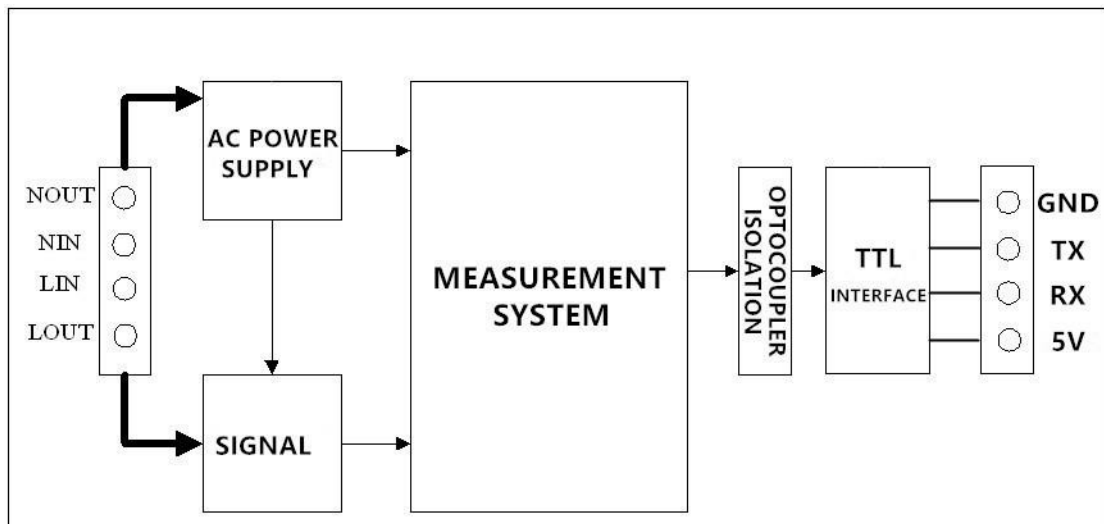 NOUT
NIN
LIN
LOUT
AC POWER
SUPPLY
SIGNAL
MEASUREMENT
SYSTEM
OPTOCOUPLER
ISOLATION
TTL
INTERFACE
GND
TX
RX
5V